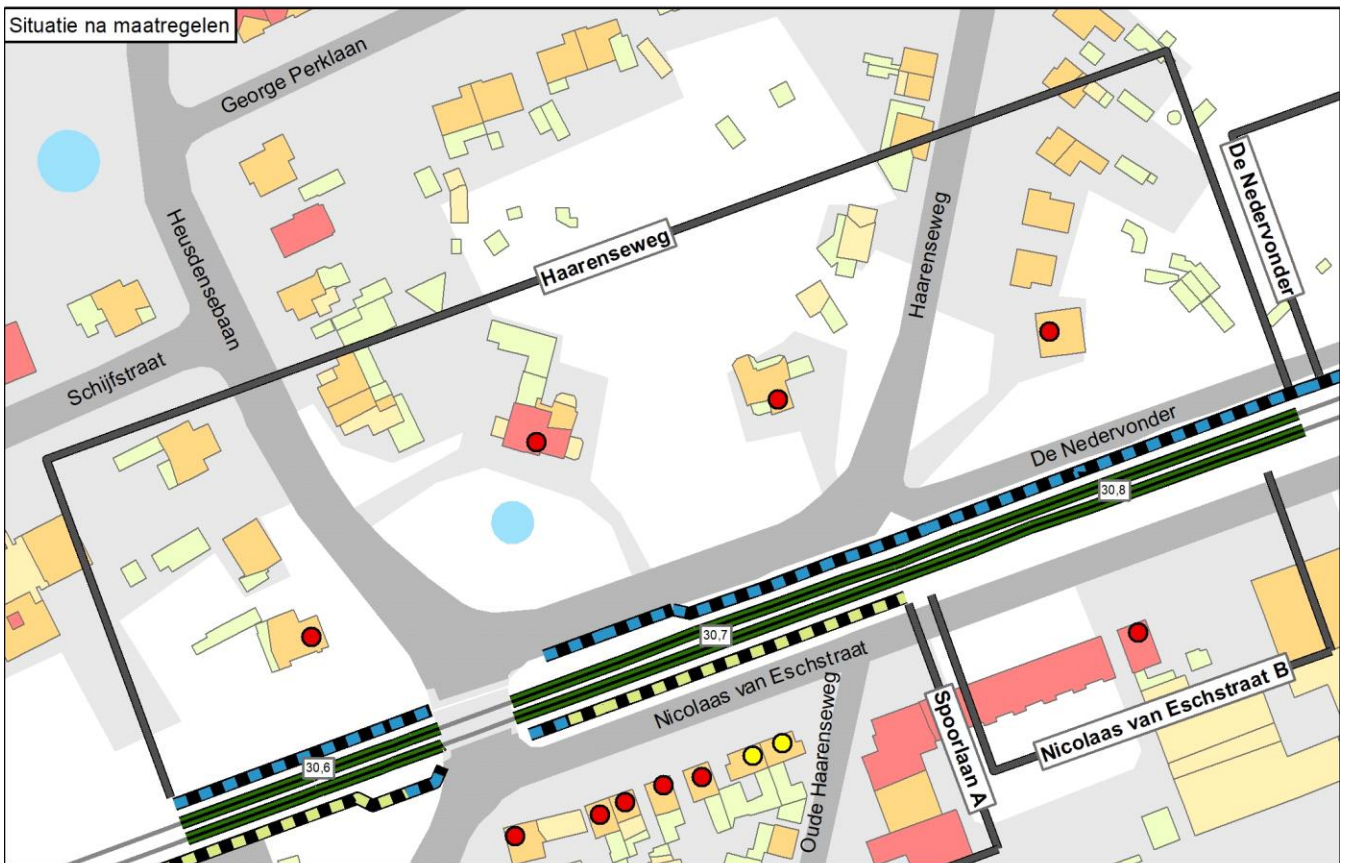 Situatie na maatregelen
George Perklaan
Heusdensebaan
Schijfstraat
Haarenseweg
Haarenseweg
De Nedervonder
De Nedervonder
30,8
30,7
30,6
Nicolaas van Eschstraat
Oude Haarenseweg
Spoorlaan A
Nicolaas van Eschstraat B